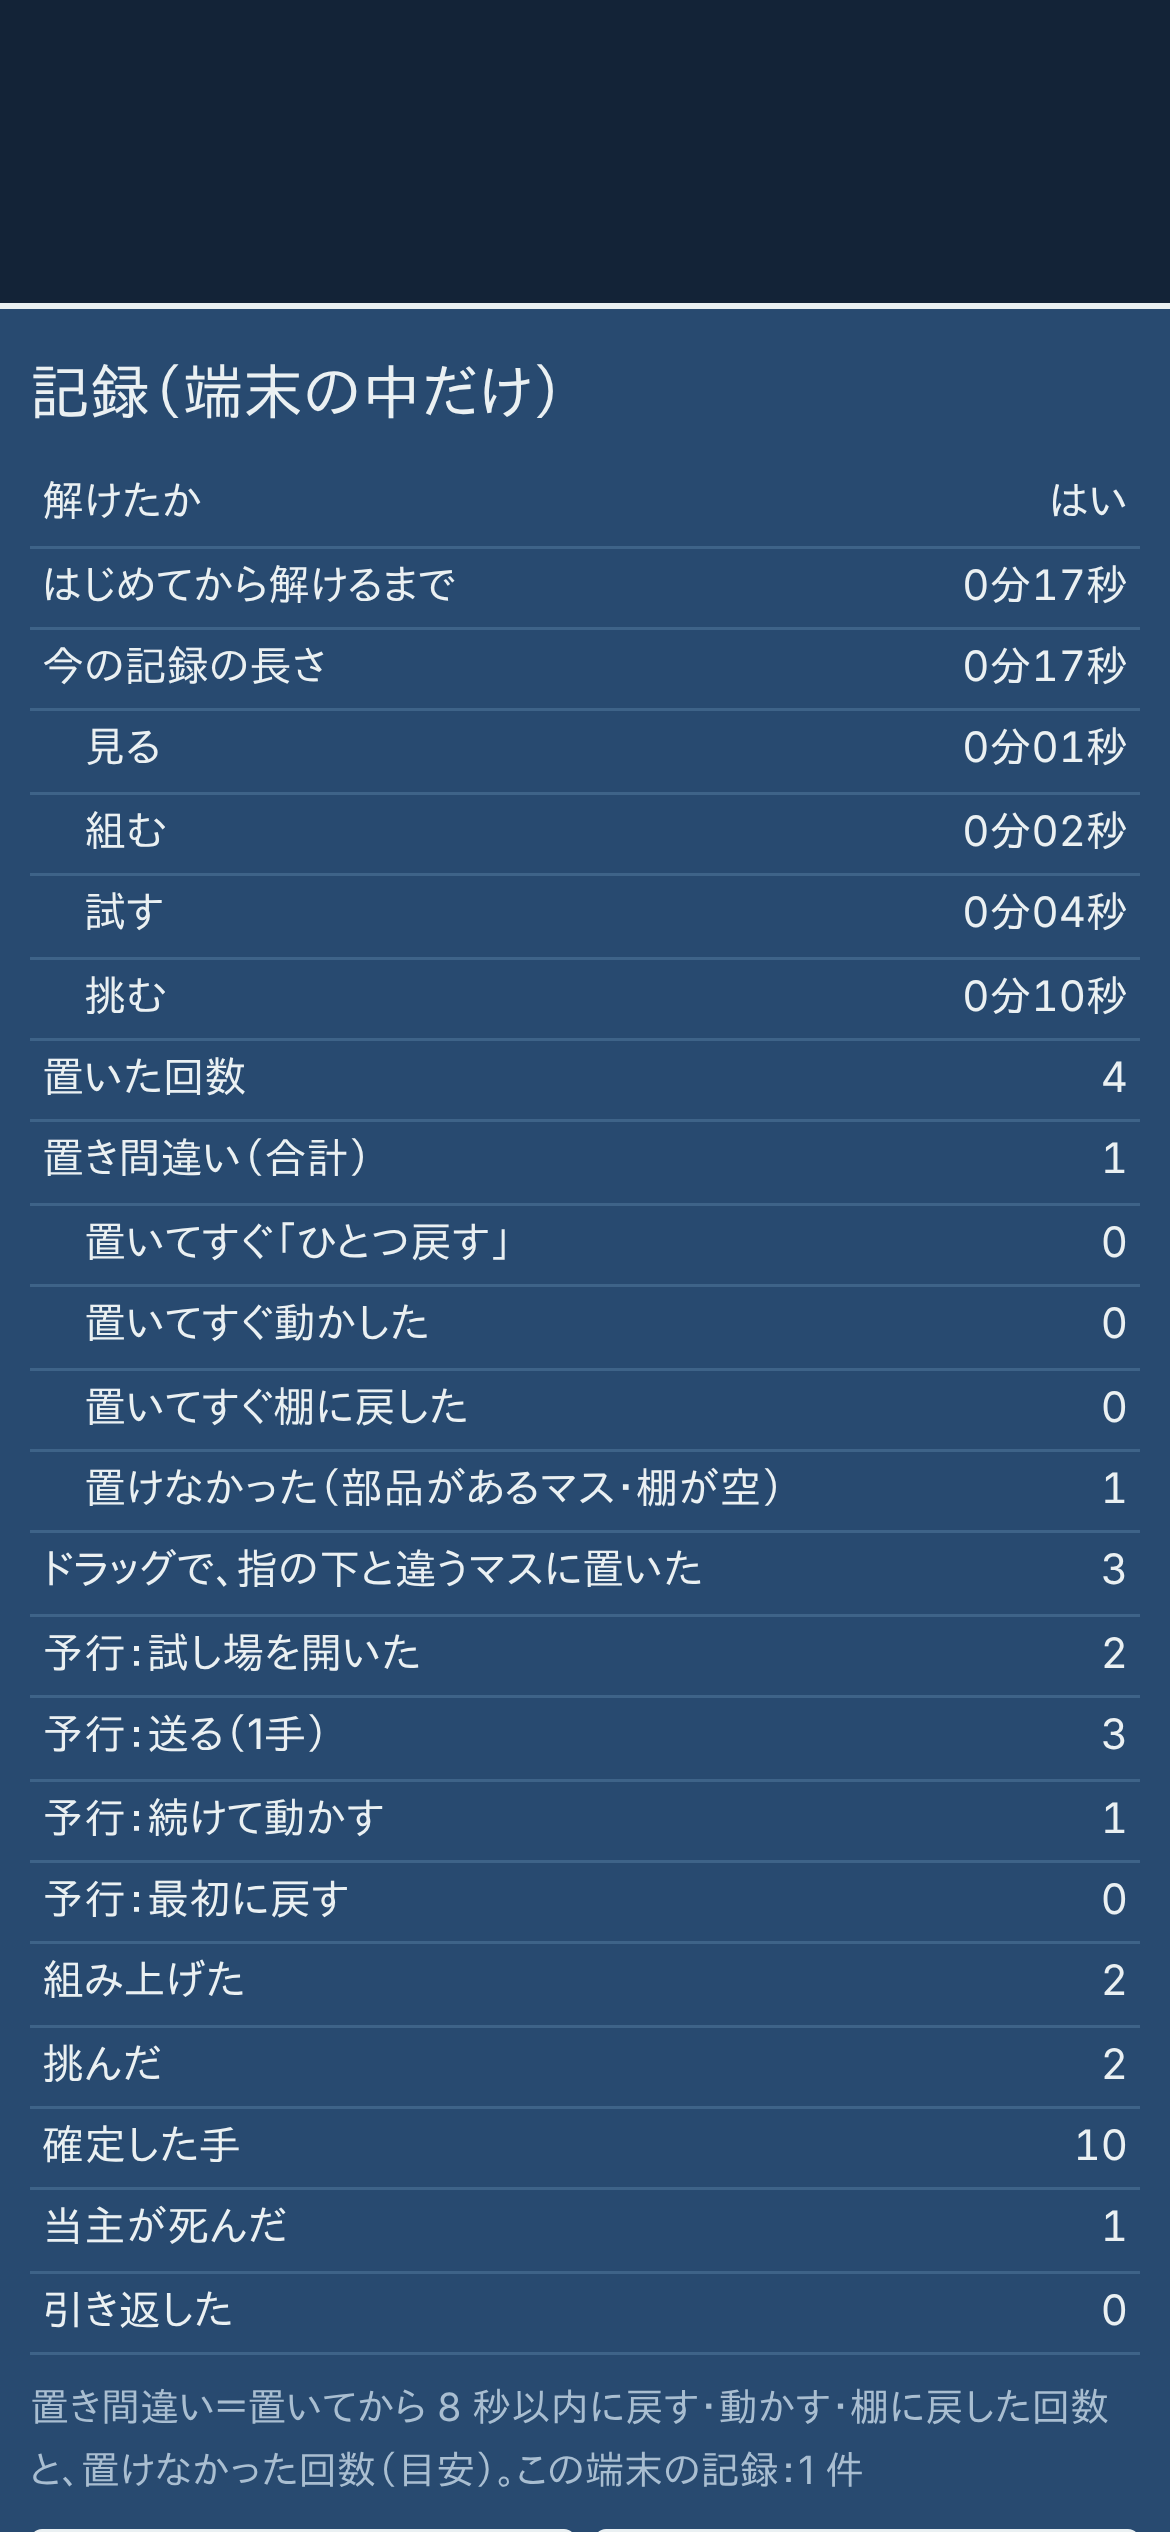 記録（端末の中だけ）
解けたか はい
はじめてから解けるまで 0分17秒
今の記録の長さ 0分17秒
見る 0分01秒
組む 0分02秒
試す 0分04秒
挑む 0分10秒
置いた回数 4
置き間違い（合計） 1
置いてすぐ「ひとつ戻す」 0
置いてすぐ動かした 0
置いてすぐ棚に戻した 0
置けなかった（部品があるマス・棚が空） 1
ドラッグで、指の下と違うマスに置いた 3
予行：試し場を開いた 2
予行：送る（1手） 3
予行：続けて動かす 1
予行：最初に戻す 0
組み上げた 2
挑んだ 2
確定した手 10
当主が死んだ 1
引き返した 0
置き間違い＝置いてから 8 秒以内に戻す・動かす・棚に戻した回数
と、置けなかった回数（目安）。この端末の記録：1 件